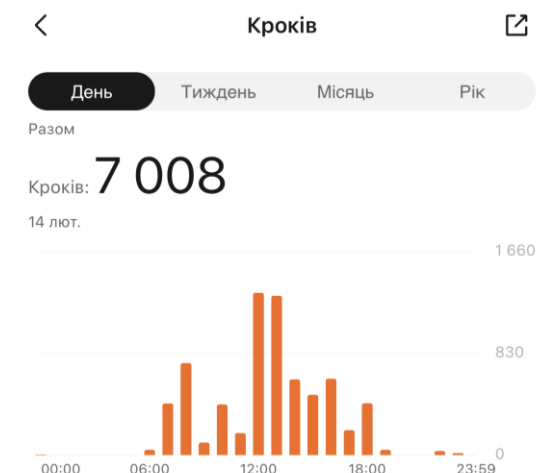 Кроків
День Тиждень Місяць Рік
Разом
Кроків: 7 008
14 лют.
1 660
830
0
00:00 06:00 12:00 18:00 23:59